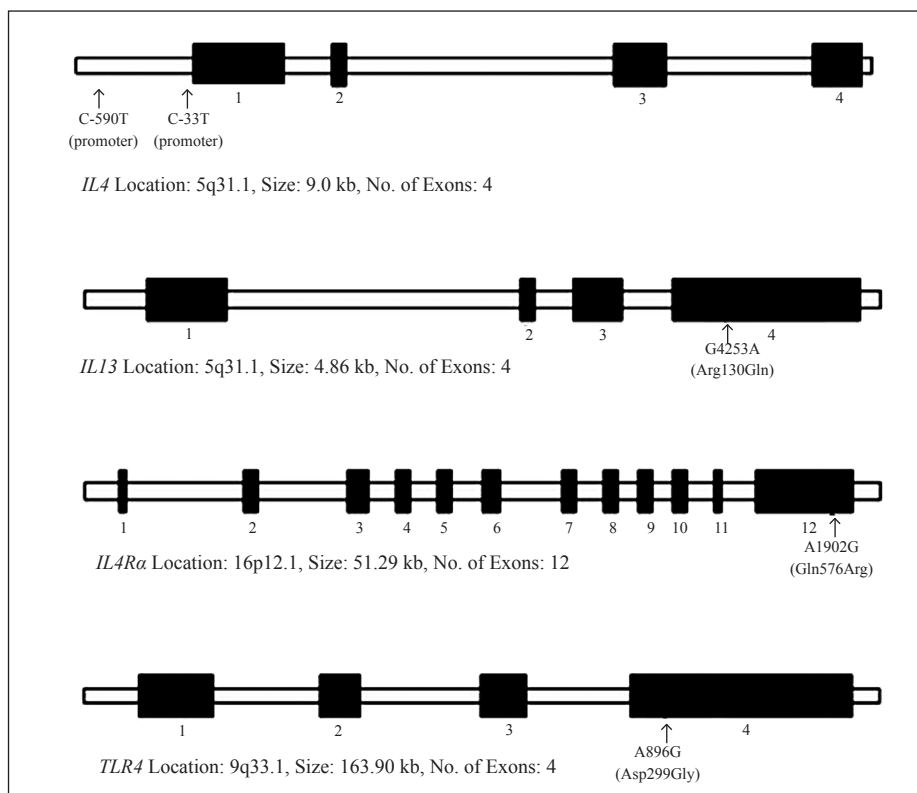 1 2 3 4
C-590T C-33T
(promoter) (promoter)
IL4 Location: 5q31.1, Size: 9.0 kb, No. of Exons: 4
1 2 3 4
G4253A
(Arg130Gln)
IL13 Location: 5q31.1, Size: 4.86 kb, No. of Exons: 4
1 2 3 4 5 6 7 8 9 10 11 12
A1902G
(Gln576Arg)
IL4Rα Location: 16p12.1, Size: 51.29 kb, No. of Exons: 12
1 2 3 4
A896G
(Asp299Gly)
TLR4 Location: 9q33.1, Size: 163.90 kb, No. of Exons: 4